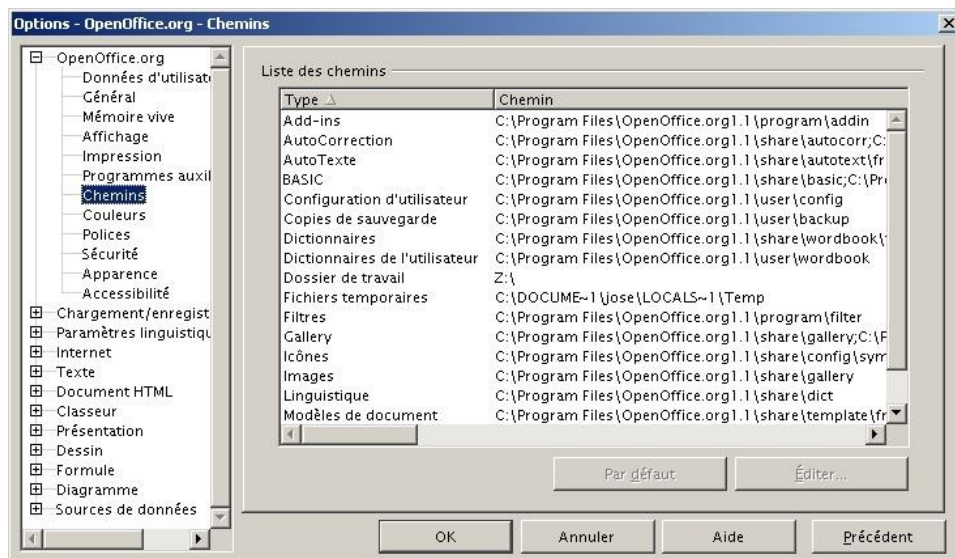 Options - OpenOffice.org - Chemins
OpenOffice.org
Données d'utilisate
Général
Mémoire vive
Affichage
Impression
Programmes auxil
Chemins
Couleurs
Polices
Sécurité
Apparence
Accessibilité
Chargement/enregist
Paramètres linguistiqu
Internet
Texte
Document HTML
Classeur
Présentation
Dessin
Formule
Diagramme
Sources de données
Liste des chemins
Type Chemin
Add-ins C:\Program Files\OpenOffice.org1.1\program\addin
AutoCorrection C:\Program Files\OpenOffice.org1.1\share\autocorr;C:
AutoTexte C:\Program Files\OpenOffice.org1.1\share\autotext\fr
BASIC C:\Program Files\OpenOffice.org1.1\share\basic;C:\Pro
Configuration d'utilisateur C:\Program Files\OpenOffice.org1.1\user\config
Copies de sauvegarde C:\Program Files\OpenOffice.org1.1\user\backup
Dictionnaires C:\Program Files\OpenOffice.org1.1\share\wordbook\
Dictionnaires de l'utilisateur C:\Program Files\OpenOffice.org1.1\user\wordbook
Dossier de travail Z:\
Fichiers temporaires C:\DOCUME~1\jose\LOCALS~1\Temp
Filtres C:\Program Files\OpenOffice.org1.1\program\filter
Gallery C:\Program Files\OpenOffice.org1.1\share\gallery;C:\P
Icônes C:\Program Files\OpenOffice.org1.1\share\config\sym
Images C:\Program Files\OpenOffice.org1.1\share\gallery
Linguistique C:\Program Files\OpenOffice.org1.1\share\dict
Modèles de document C:\Program Files\OpenOffice.org1.1\share\template\fr
Par défaut Éditer...
OK Annuler Aide Précédent